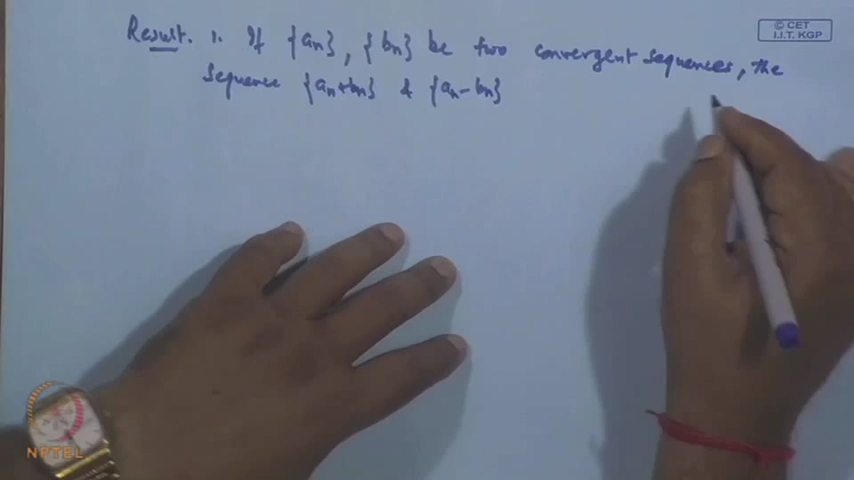 © CET
I.I.T. KGP
Result. 1. If {an}, {bn} be two convergent sequences, the
Sequence {an+bn} & {an-bn}
NPTEL